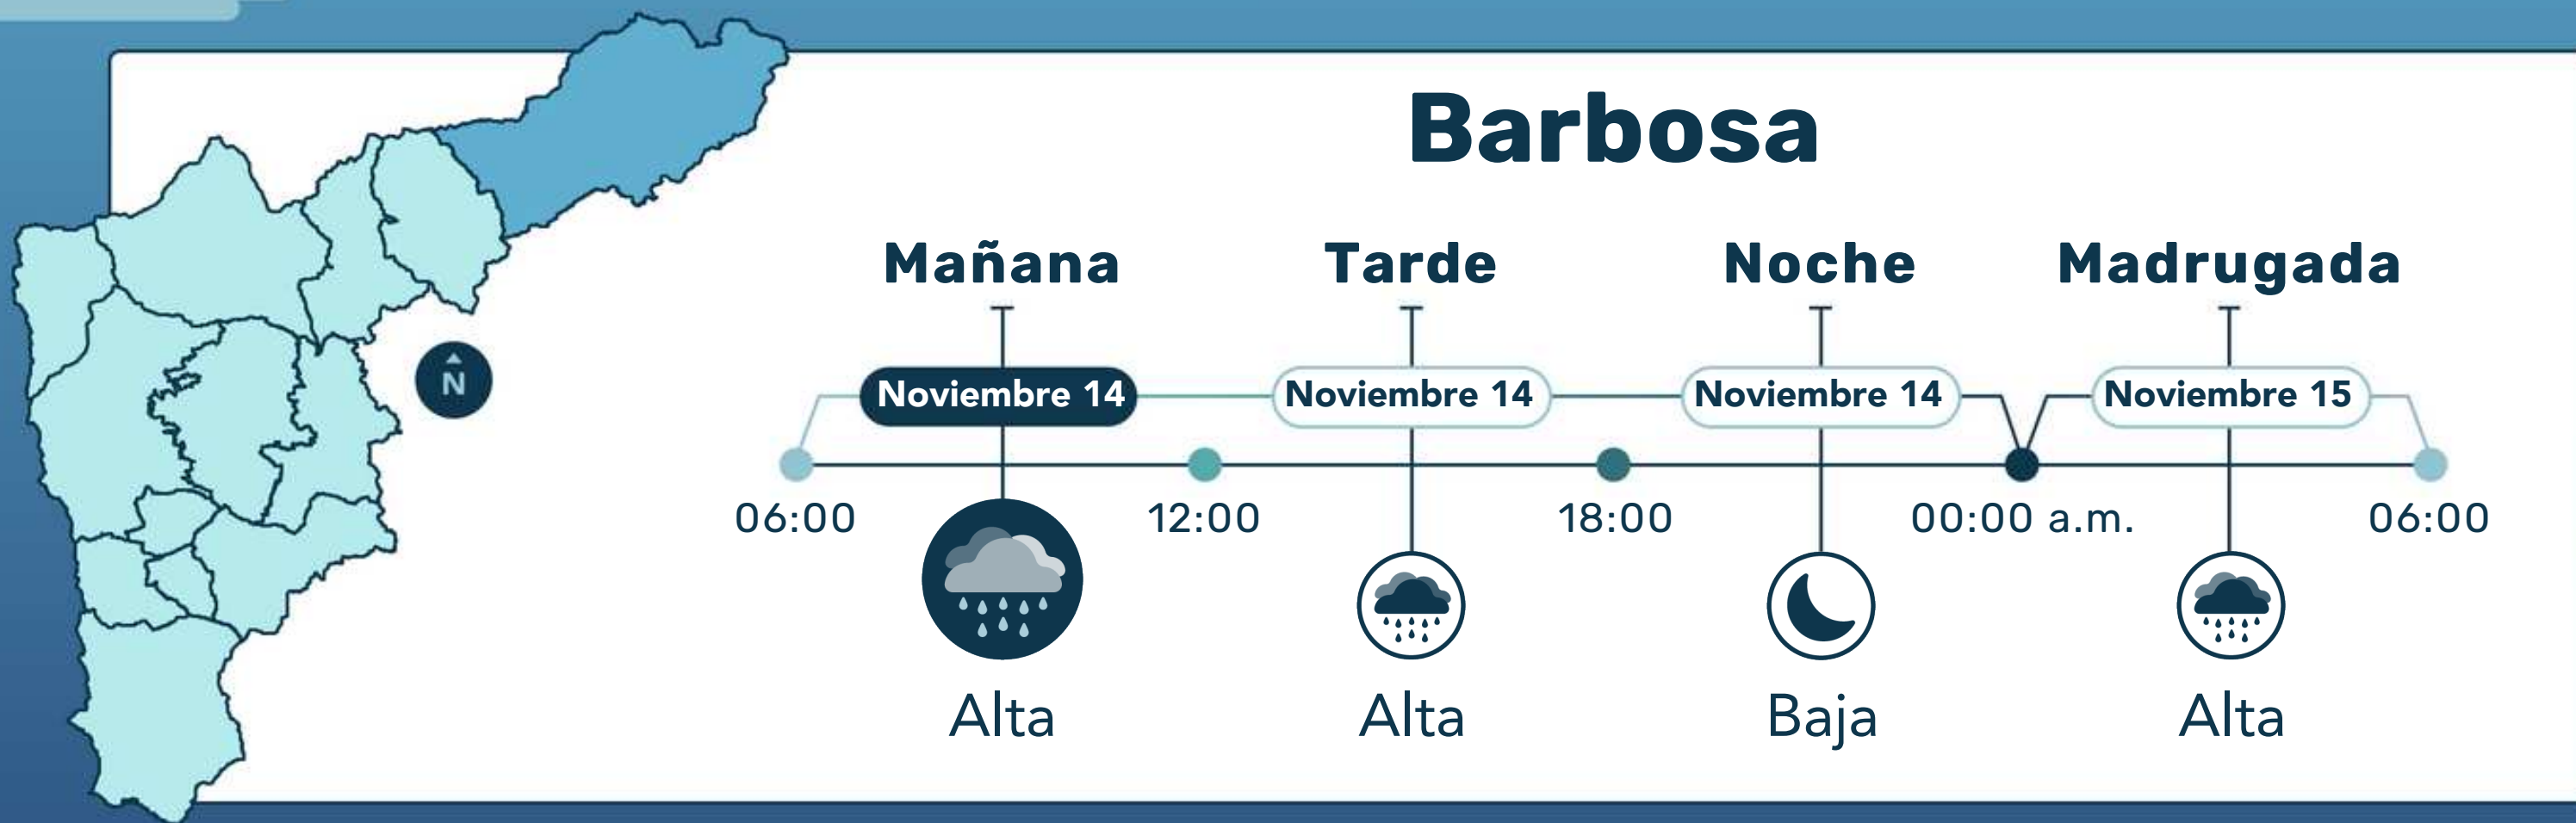 Barbosa
Mañana Tarde Noche Madrugada
N
Noviembre 14 Noviembre 14 Noviembre 14 Noviembre 15
06:00 12:00 18:00 00:00 a.m. 06:00
Alta Alta Baja Alta